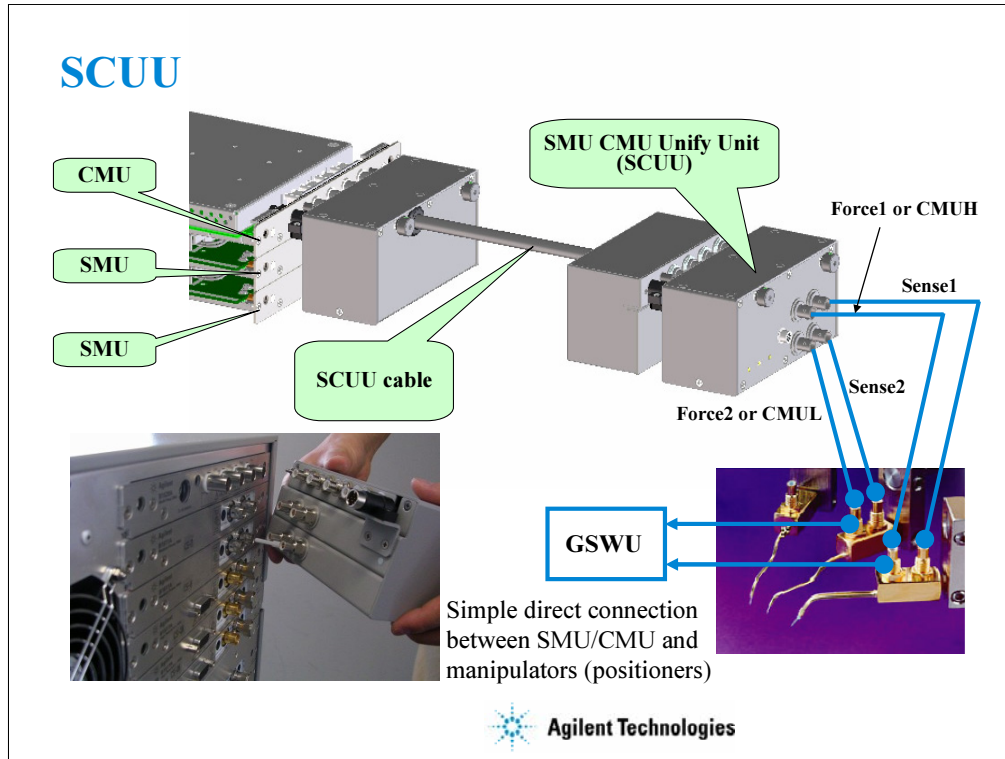 SCUU
CMU
SMU
SMU
SCUU cable
SMU CMU Unify Unit
(SCUU)
Force1 or CMUH
Sense1
Sense2
Force2 or CMUL
GSWU
Simple direct connection
between SMU/CMU and
manipulators (positioners)
Agilent
Agilent Technologies